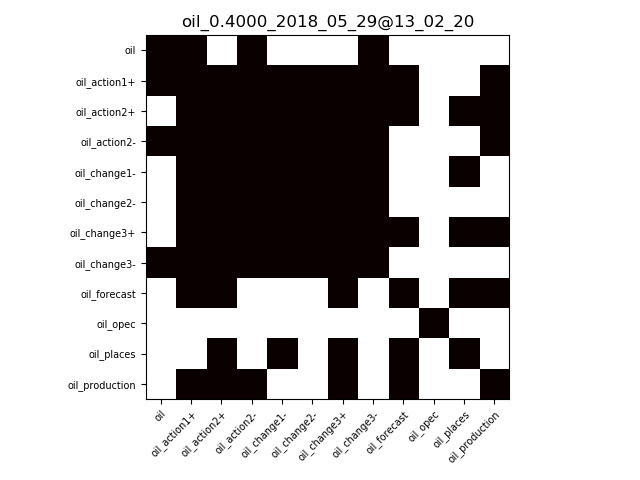 oil_0.4000_2018_05_29@13_02_20
oil
oil_action1+
oil_action2+
oil_action2-
oil_change1-
oil_change2-
oil_change3+
oil_change3-
oil_forecast
oil_opec
oil_places
oil_production
oil
oil_action1+
oil_action2+
oil_action2-
oil_change1-
oil_change2-
oil_change3+
oil_change3-
oil_forecast
oil_opec
oil_places
oil_production